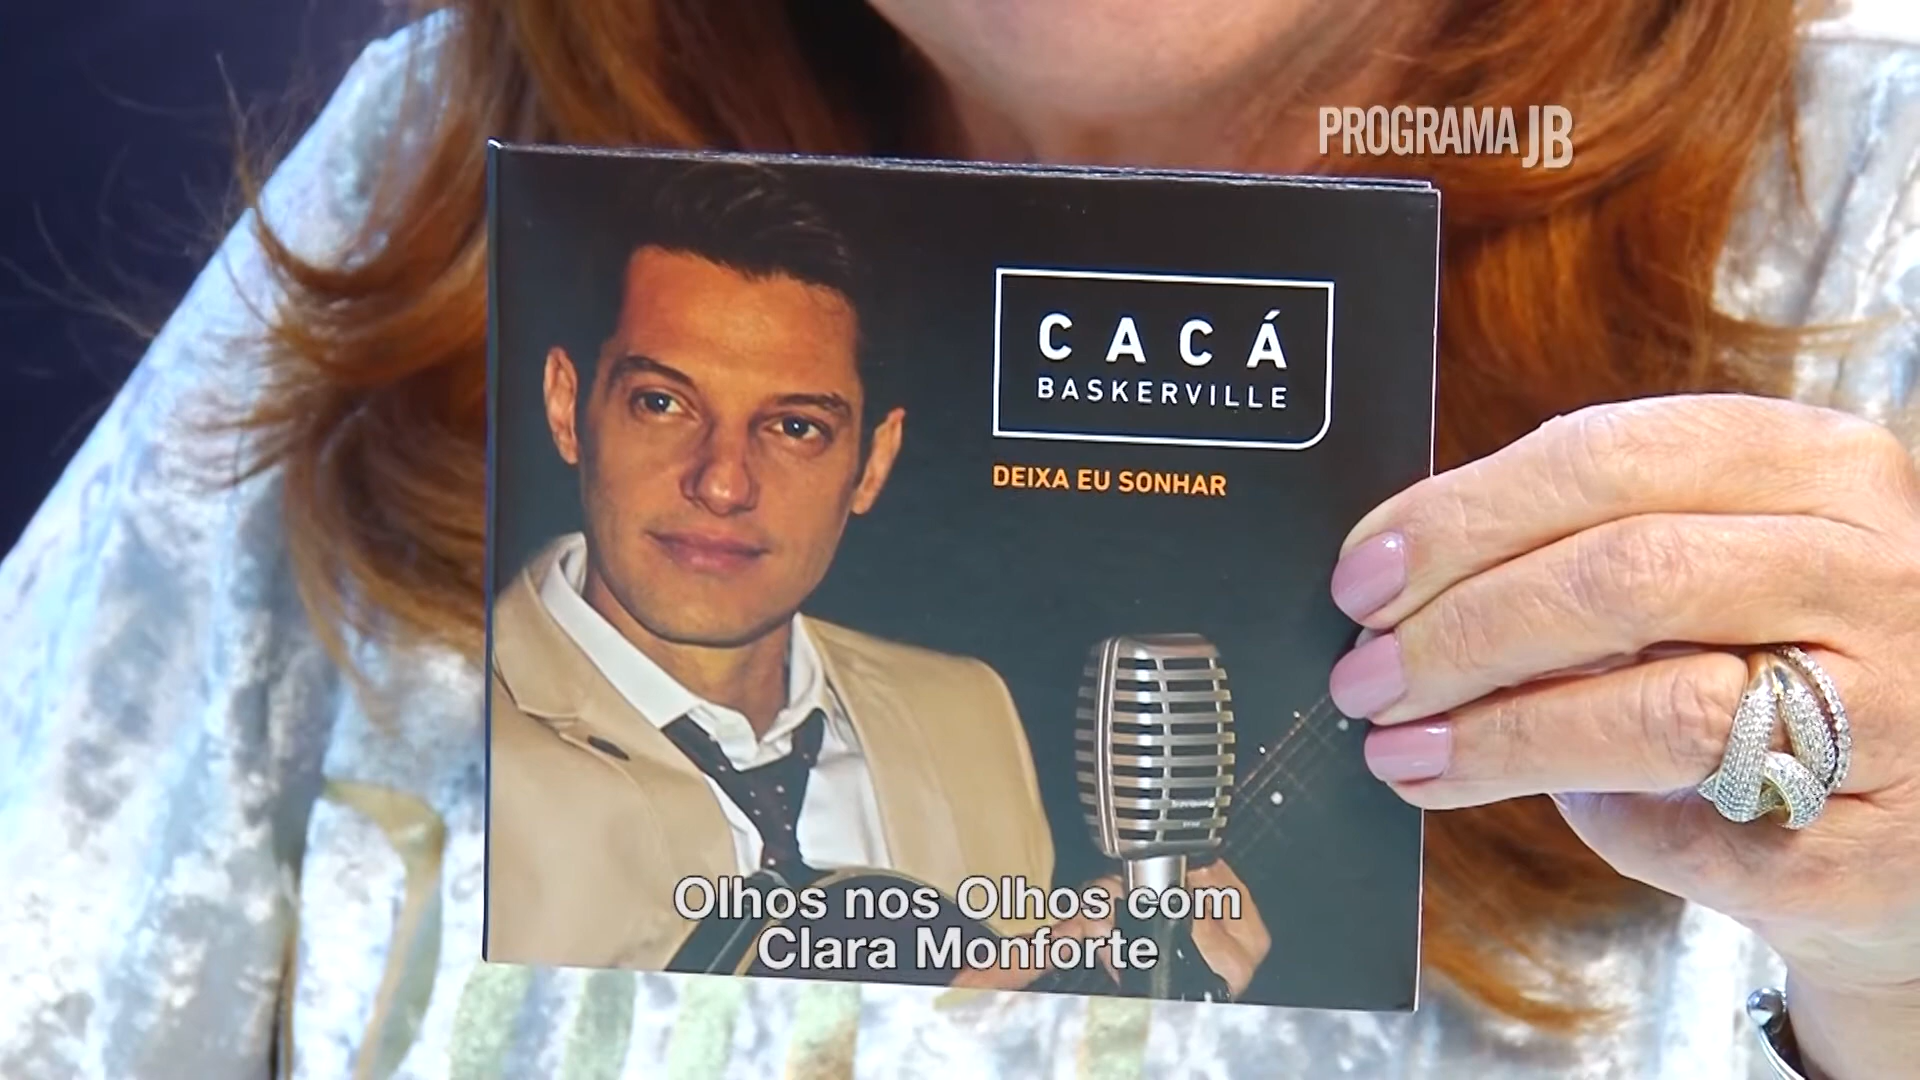 PROGRAMA JB
CACÁ
BASKERVILLE
DEIXA EU SONHAR
Olhos nos Olhos com
Clara Monforte